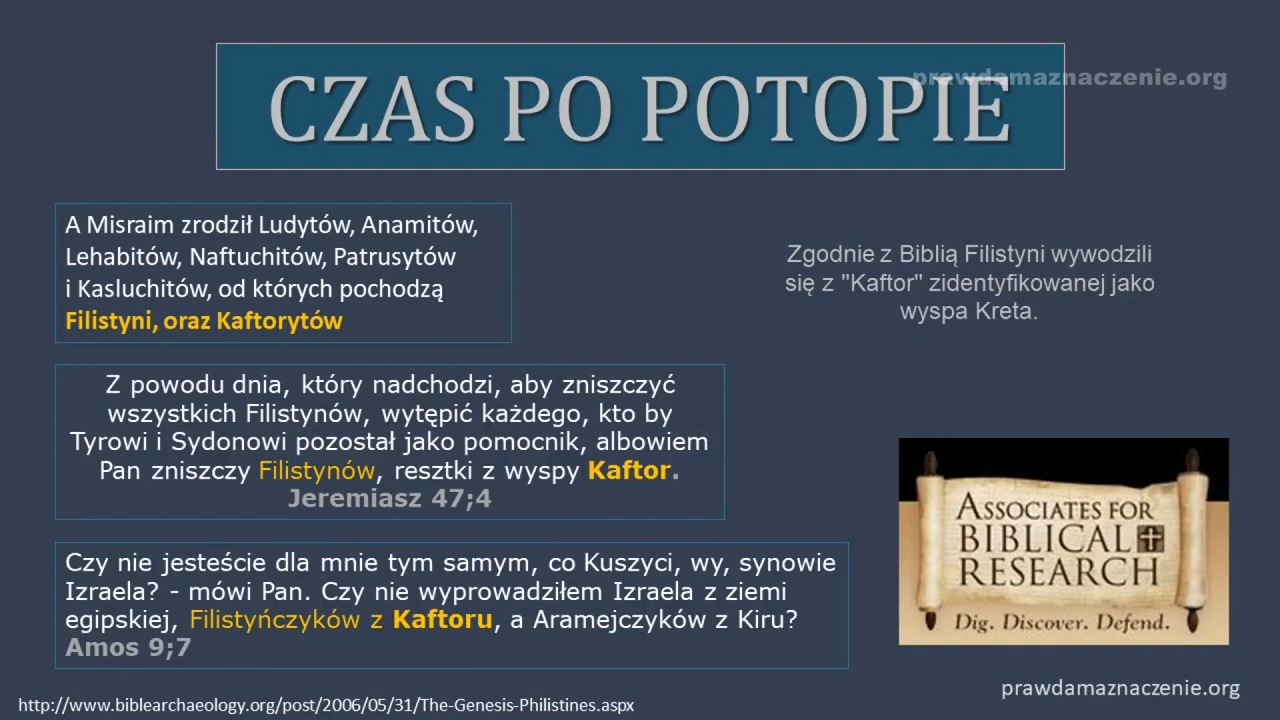 CZAS PO POTOPIE
prawdamaznaczenie.org
A Misraim zrodził Ludytów, Anamitów,
Lehabitów, Naftuchitów, Patrusytów
i Kasluchitów, od których pochodzą
Filistyni, oraz Kaftorytów
Zgodnie z Biblią Filistyni wywodzili
się z "Kaftor" zidentyfikowanej jako
wyspa Kreta.
Z powodu dnia, który nadchodzi, aby zniszczyć
wszystkich Filistynów, wytępić każdego, kto by
Tyrowi i Sydonowi pozostał jako pomocnik, albowiem
Pan zniszczy Filistynów, resztki z wyspy Kaftor.
Jeremiasz 47;4
Czy nie jesteście dla mnie tym samym, co Kuszyci, wy, synowie
Izraela? - mówi Pan. Czy nie wyprowadziłem Izraela z ziemi
egipskiej, Filistyńczyków z Kaftoru, a Aramejczyków z Kiru?
Amos 9;7
ASSOCIATES FOR
BIBLICAL
RESEARCH
Dig. Discover. Defend.
prawdamaznaczenie.org
http://www.biblearchaeology.org/post/2006/05/31/The-Genesis-Philistines.aspx